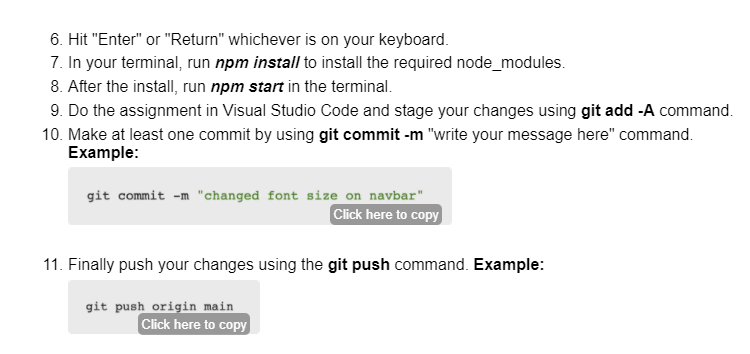 6. Hit "Enter" or "Return" whichever is on your keyboard.
7. In your terminal, run npm install to install the required node_modules.
8. After the install, run npm start in the terminal.
9. Do the assignment in Visual Studio Code and stage your changes using git add -A command.
10. Make at least one commit by using git commit -m "write your message here" command.
Example:
git commit -m "changed font size on navbar"
Click here to copy
11. Finally push your changes using the git push command. Example:
git push origin main
Click here to copy